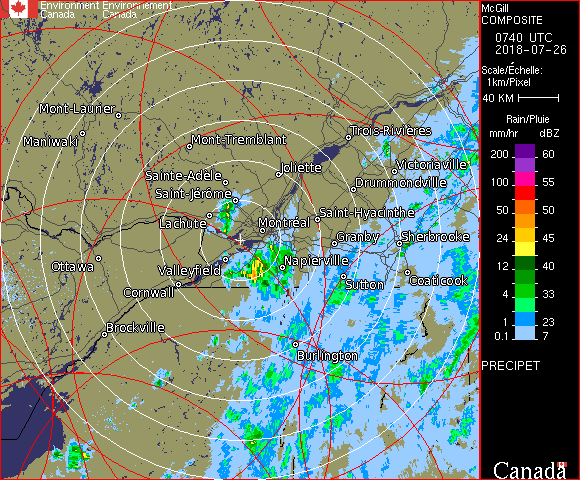 Environment Environnement
Canada Canada
McGill
COMPOSITE
0740 UTC
2018-07-26
Scale/Échelle:
1km/Pixel
40 KM
Rain/Pluie
mm/hr dBZ
200 60
100 55
50 50
24 45
12 40
4 33
1 23
0.1 7
PRECIPET
Canada
Mont-Laurier
Maniwaki
Mont-Tremblant
Trois-Rivières
Sainte-Adèle
Joliette
Victoriaville
Saint-Jérôme
Drummondville
Lachute
Montréal
Saint-Hyacinthe
Ottawa
Granby
Sherbrooke
Valleyfield
Napierville
Cornwall
Sutton
Coaticook
Brockville
Burlington